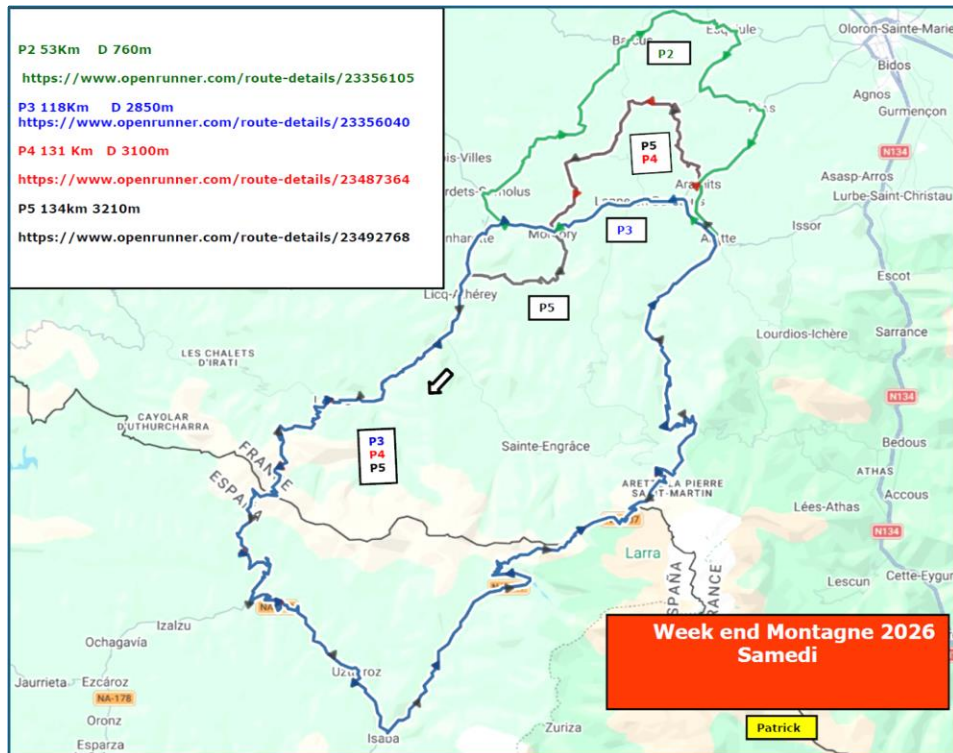 P2 53Km D 760m
https://www.openrunner.com/route-details/23356105
P3 118Km D 2850m
https://www.openrunner.com/route-details/23356040
P4 131 Km D 3100m
https://www.openrunner.com/route-details/23487364
P5 134km 3210m
https://www.openrunner.com/route-details/23492768
Oloron-Sainte-Marie
P2
Bidos
Agnos
Gurmençon
P5
P4
N134
Asasp-Arros
Lurbe-Saint-Christau
P3
Issor
Escot
Licq-Athérey
P5
Lourdios-Ichère
Sarrance
LES CHALETS
D'IRATI
N134
CAYOLAR
D'UTHURCHARRA
Sainte-Engrâce
Bedous
P3
P4
P5
FRANCE
ESPAÑA
ATHAS
ARETTE LA PIERRE
SAINT-MARTIN
Accous
Lées-Athas
N134
Larra
ESPAÑA
FRANCE
Lescun
Cette-Eygun
Izalzu
Ochagavía
Week end Montagne 2026
Samedi
Jaurrieta
Ezcároz
NA-178
Oronz
Esparza
Isaba
Zuriza
Patrick